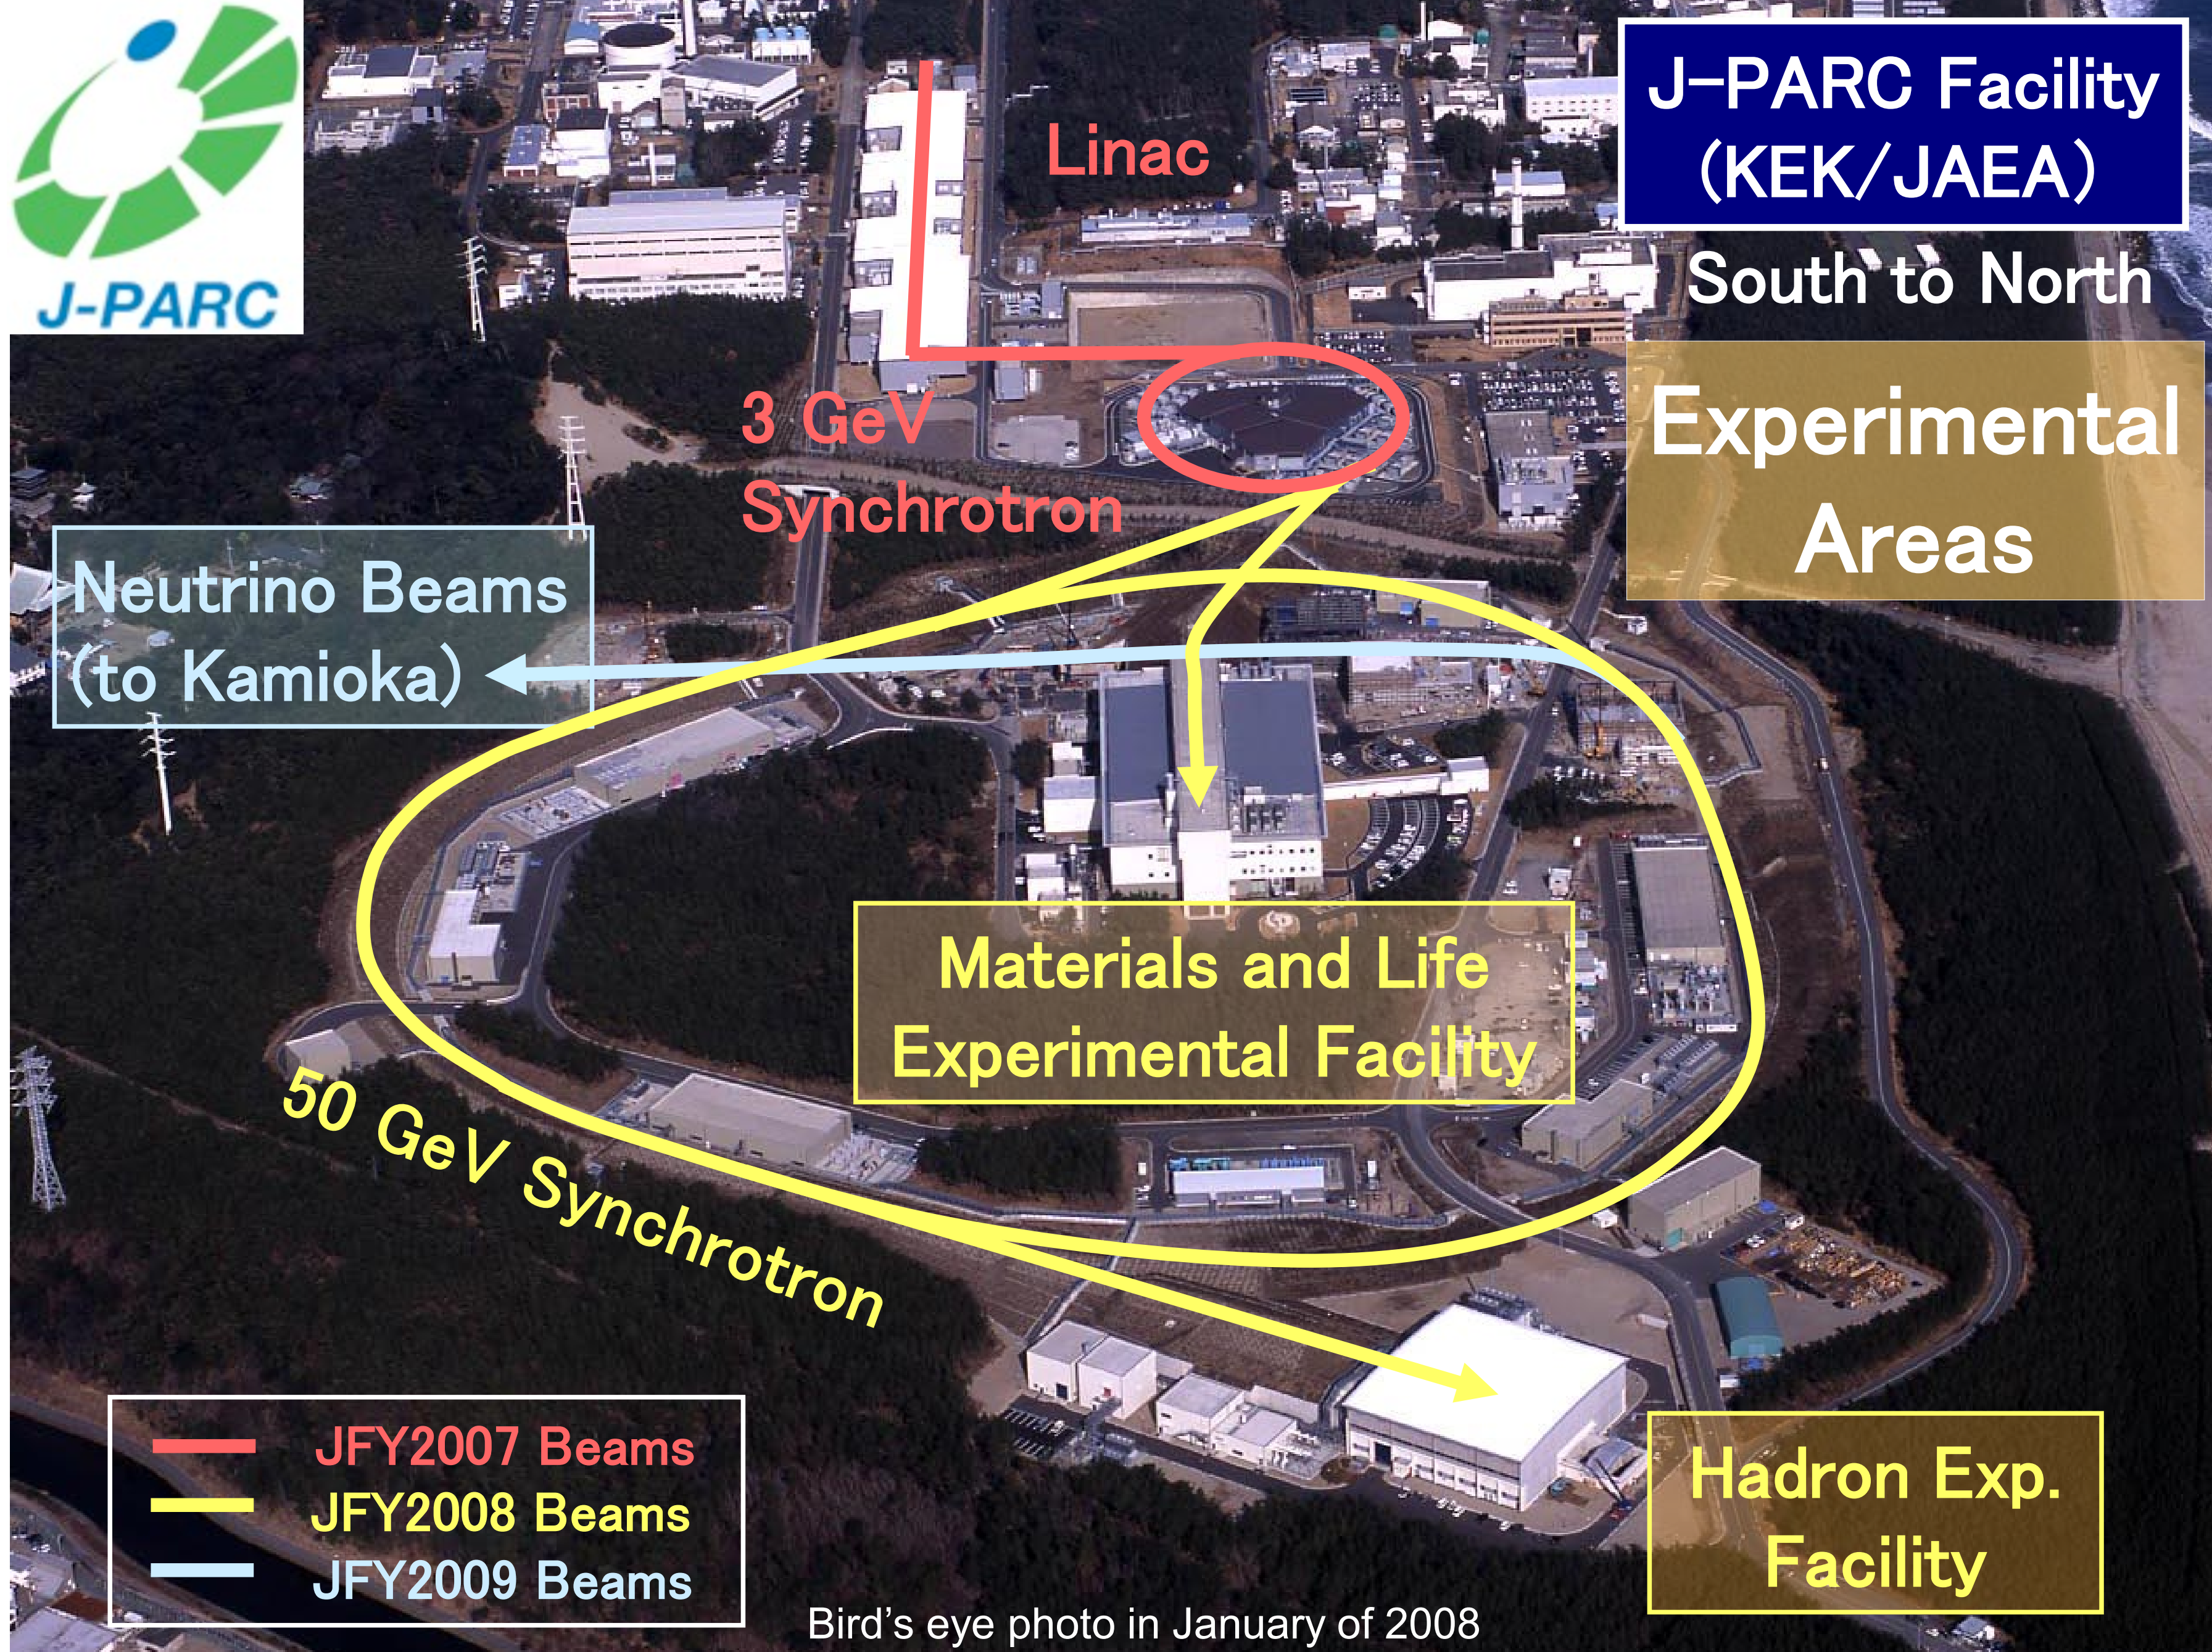 J-PARC
Linac
J-PARC Facility
(KEK/JAEA)
South to North
Experimental
Areas
3 GeV
Synchrotron
Neutrino Beams
(to Kamioka)
Materials and Life
Experimental Facility
50 GeV Synchrotron
JFY2007 Beams
JFY2008 Beams
JFY2009 Beams
Hadron Exp.
Facility
Bird's eye photo in January of 2008